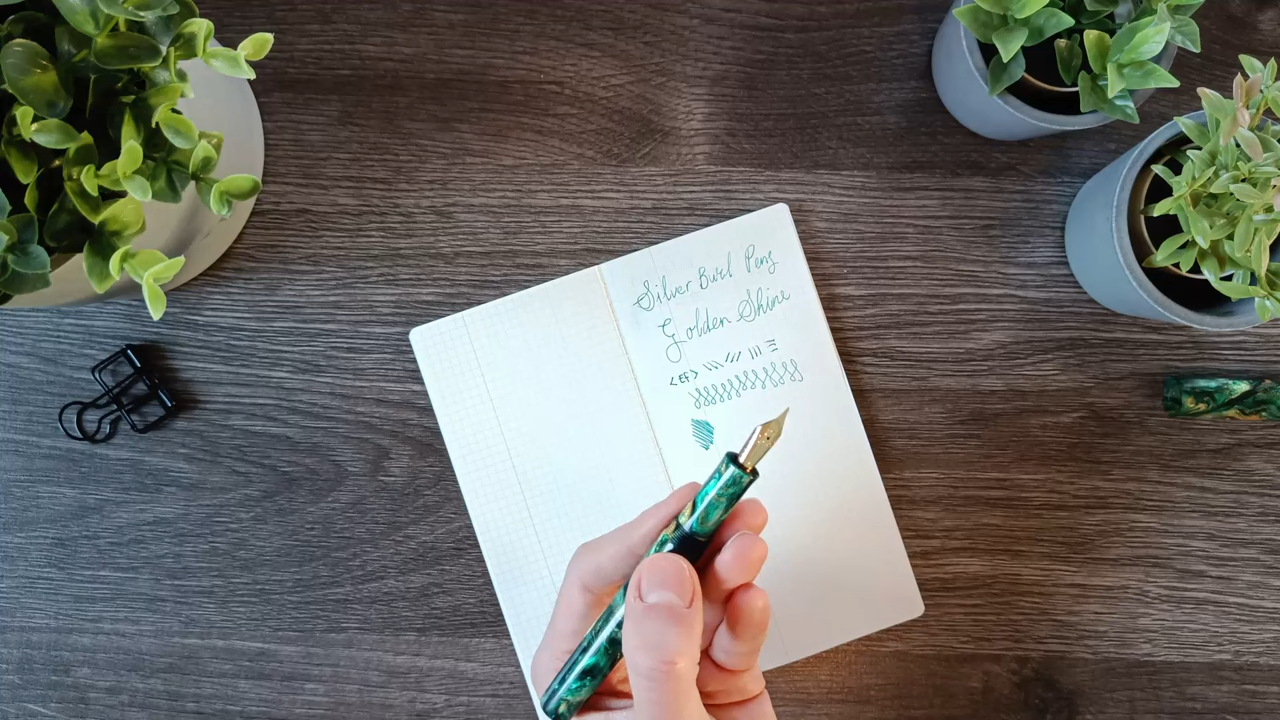 Silver Burl Pens
Golden Shine
<EF> \\\ /// ||| ☰